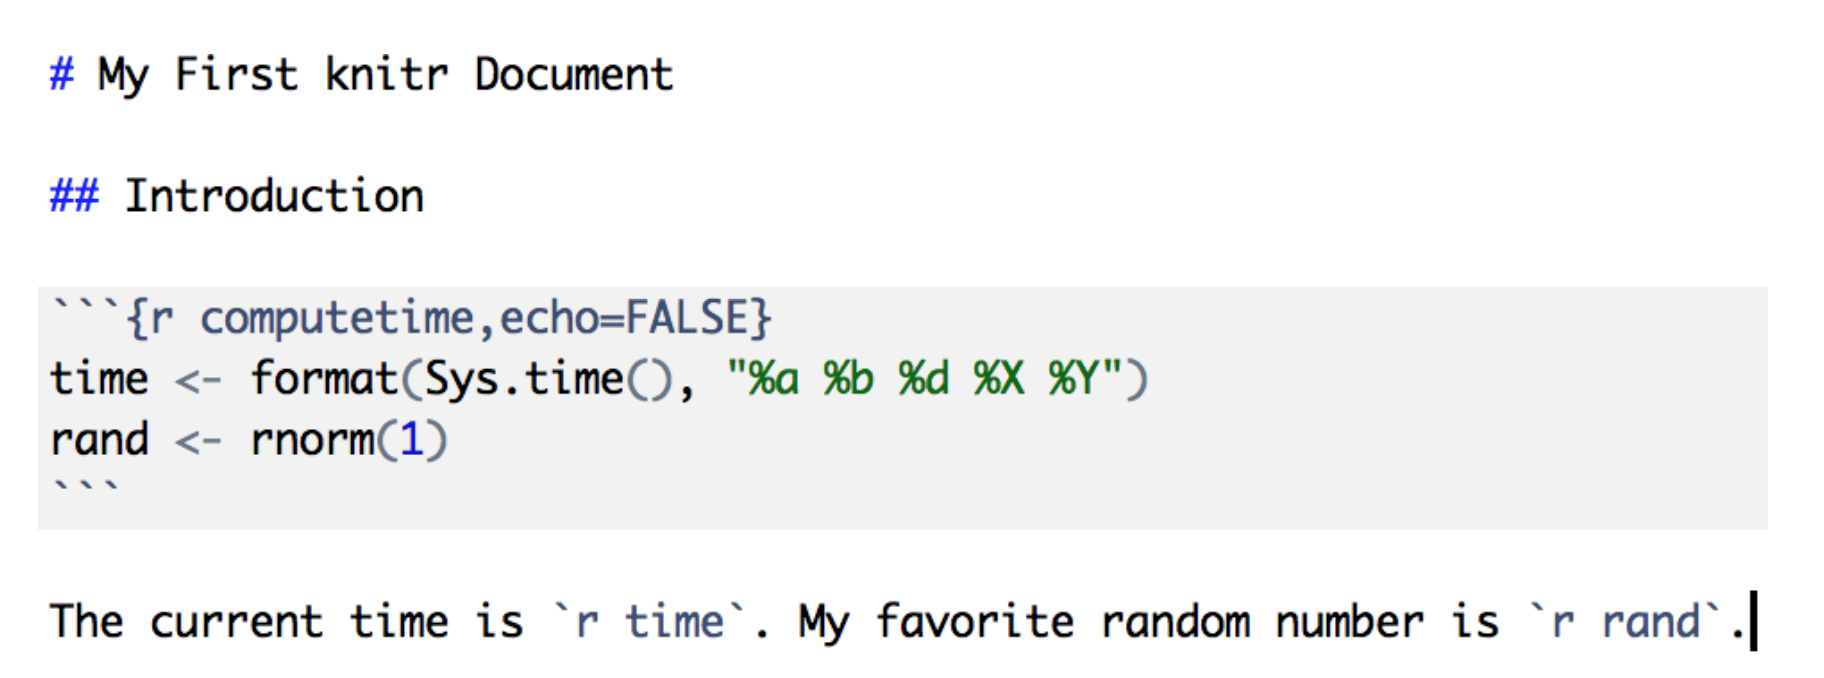 # My First knitr Document
## Introduction
```{r computetime,echo=FALSE}
time <- format(Sys.time(), "%a %b %d %X %Y")
rand <- rnorm(1)
```
The current time is `r time`. My favorite random number is `r rand`.